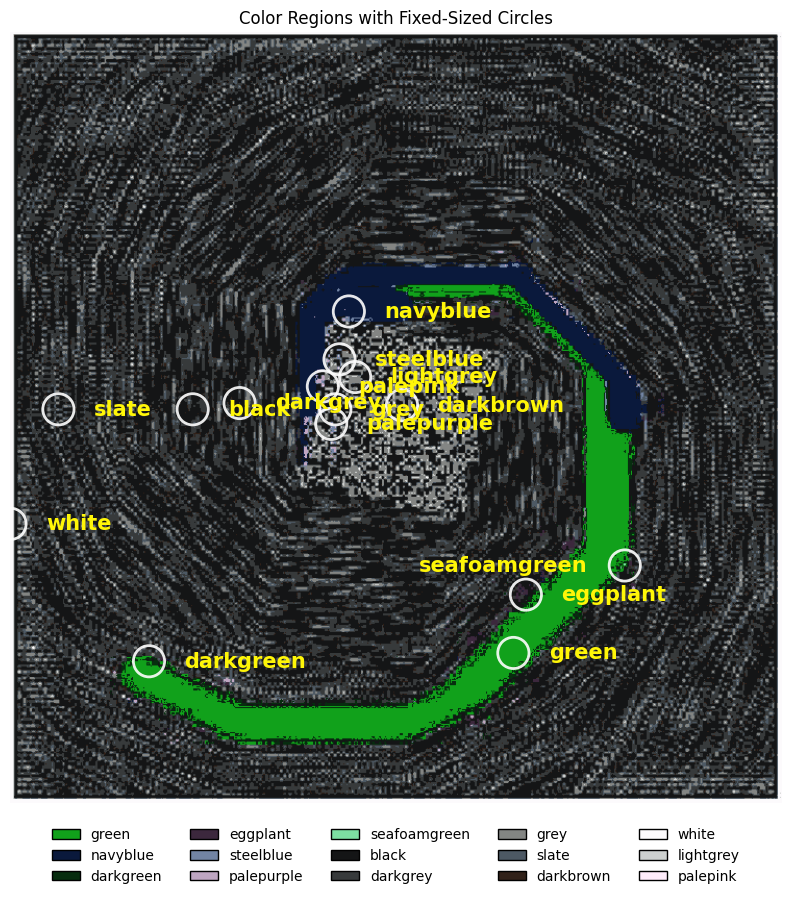 Color Regions with Fixed-Sized Circles
navyblue
steelblue
lightgrey
palepink
darkgrey
darkbrown
slate
black
grey
palepurple
white
seafoamgreen
eggplant
green
darkgreen
green eggplant seafoamgreen grey white
navyblue steelblue black slate lightgrey
darkgreen palepurple darkgrey darkbrown palepink